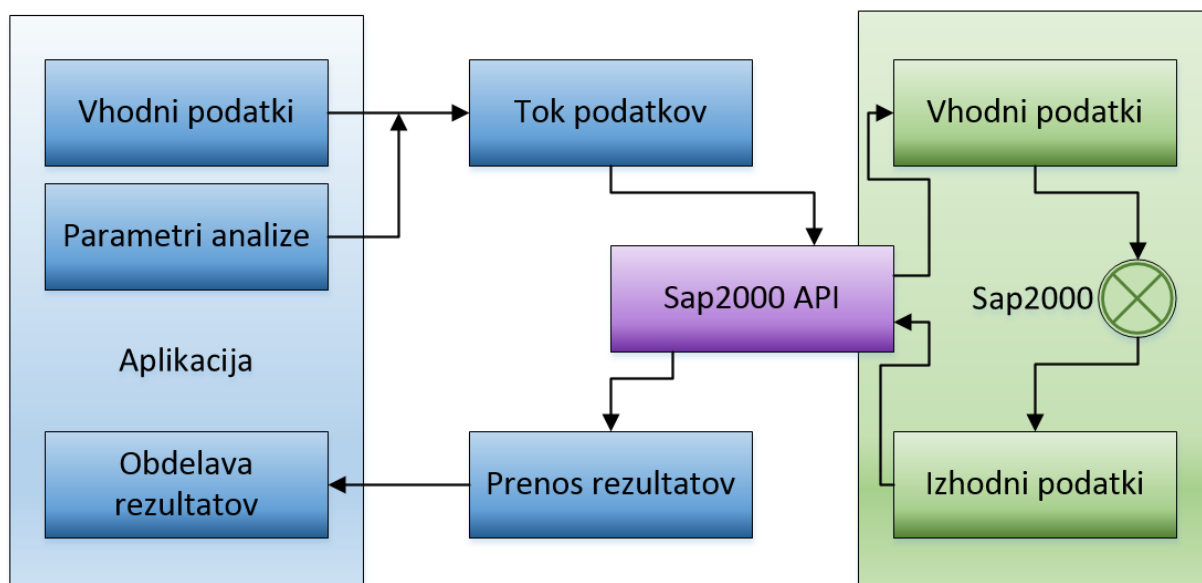 Vhodni podatki
Parametri analize
Aplikacija
Obdelava
rezultatov
Tok podatkov
Sap2000 API
Prenos rezultatov
Vhodni podatki
Sap2000
Izhodni podatki